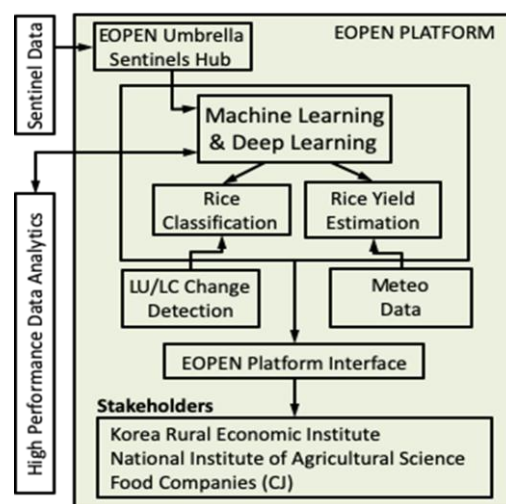 EOPEN PLATFORM
Sentinel Data
EOPEN Umbrella
Sentinels Hub
Machine Learning
& Deep Learning
High Performance Data Analytics
Rice
Classification
Rice Yield
Estimation
LU/LC Change
Detection
Meteo
Data
EOPEN Platform Interface
Stakeholders
Korea Rural Economic Institute
National Institute of Agricultural Science
Food Companies (CJ)